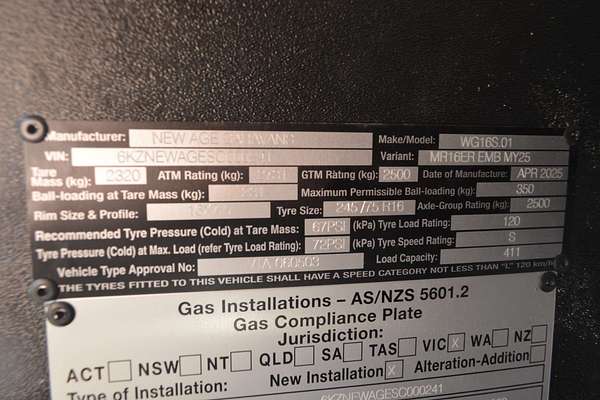 Manufacturer: NEW AGE CARAVANS Make/Model: WG16S.01
VIN: Variant: MR16ER EMB MY25
Tare Mass (kg): 2320 ATM Rating (kg): GTM Rating (kg): 2500 Date of Manufacture: APR 2025
Ball-loading at Tare Mass (kg): Maximum Permissible Ball-loading (kg): 350
Rim Size & Profile: Tyre Size: 245/75 R16 Axle-Group Rating (kg): 2500
Recommended Tyre Pressure (Cold) at Tare Mass: 67PSI Tyre Load Rating: 120
Tyre Pressure (Cold) at Max. Load (refer Tyre Load Rating): 72PSI Tyre Speed Rating: S
Vehicle Type Approval No: Load Capacity: 411
THE TYRES FITTED TO THIS VEHICLE SHALL HAVE A SPEED CATEGORY NOT LESS THAN "L" 120 km/h
Gas Installations – AS/NZS 5601.2
Gas Compliance Plate
Jurisdiction:
ACT NSW NT QLD SA TAS VIC X WA NZ
Type of Installation: New Installation X Alteration-Addition
6KZNEWAGESC000241